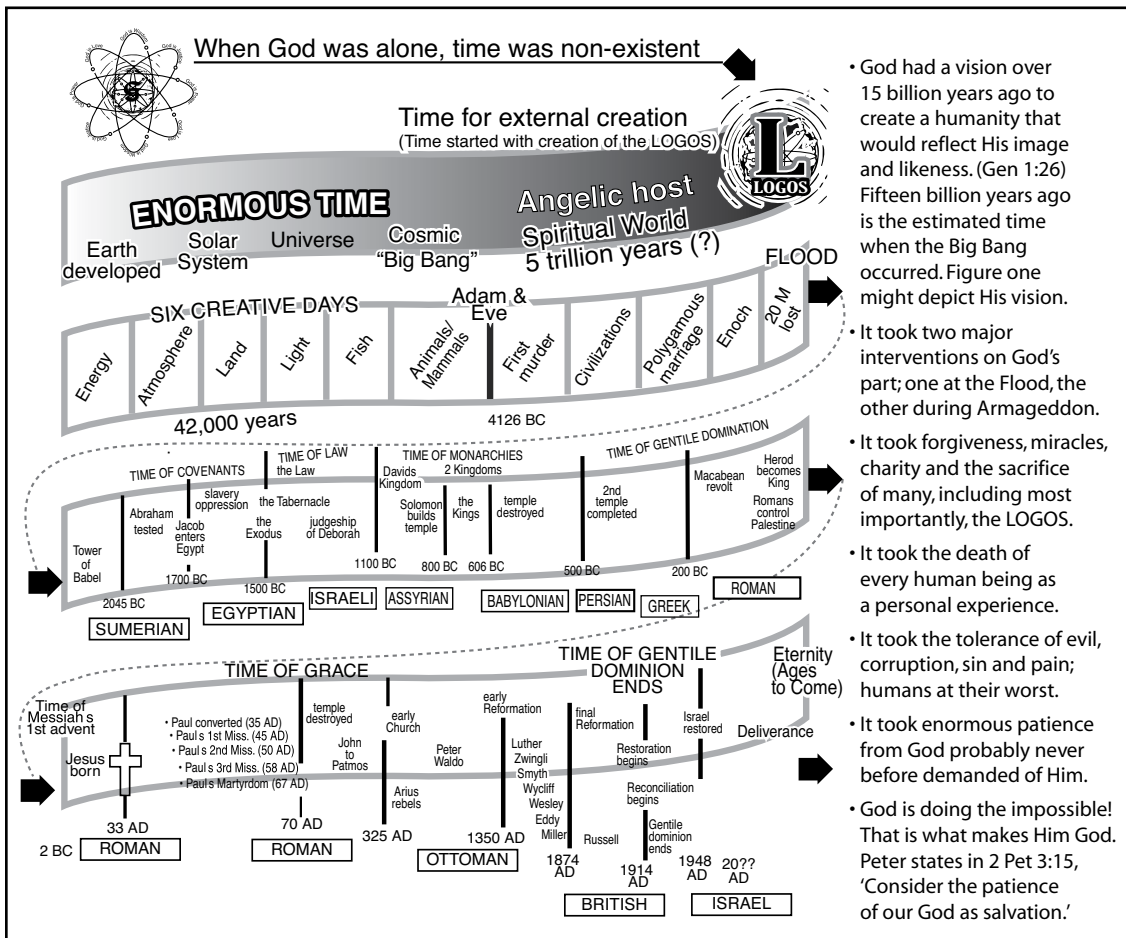 When God was alone, time was non-existent
God is Love
God is Wisdom
God is Justice
S
Time for external creation
(Time started with creation of the LOGOS)
L
LOGOS
ENORMOUS TIME
Angelic host
Earth
developed
Solar
System
Universe
Cosmic
"Big Bang"
Spiritual World
5 trillion years (?)
FLOOD
SIX CREATIVE DAYS
Adam &
Eve
Energy
Atmosphere
Land
Light
Fish
Animals/
Mammals
First
murder
Civilizations
Polygamous
marriage
Enoch
20 M
lost
42,000 years
4126 BC
TIME OF COVENANTS
TIME OF LAW
the Law
TIME OF MONARCHIES
2 Kingdoms
TIME OF GENTILE DOMINATION
Tower
of
Babel
Abraham
tested
Jacob
enters
Egypt
slavery
oppression
the Tabernacle
the
Exodus
judgeship
of Deborah
Davids
Kingdom
Solomon
builds
temple
the
Kings
temple
destroyed
2nd
temple
completed
Macabean
revolt
Herod
becomes
King
Romans
control
Palestine
2045 BC
1700 BC
1500 BC
1100 BC
800 BC
606 BC
500 BC
200 BC
SUMERIAN
EGYPTIAN
ISRAELI
ASSYRIAN
BABYLONIAN
PERSIAN
GREEK
ROMAN
TIME OF GRACE
TIME OF GENTILE
DOMINION
ENDS
Eternity
(Ages
to Come)
Time of
Messiah s
1st advent
Jesus
born
• Paul converted (35 AD)
• Paul s 1st Miss. (45 AD)
• Paul s 2nd Miss. (50 AD)
• Paul s 3rd Miss. (58 AD)
• Paul s Martyrdom (67 AD)
temple
destroyed
John
to
Patmos
early
Church
Arius
rebels
Peter
Waldo
early
Reformation
Luther
Zwingli
Smyth
Wycliff
Wesley
Eddy
Miller
final
Reformation
Russell
Restoration
begins
Reconciliation
begins
Gentile
dominion
ends
Israel
restored
Deliverance
2 BC
33 AD
70 AD
325 AD
1350 AD
1874
AD
1914
AD
1948
AD
20??
AD
ROMAN
ROMAN
OTTOMAN
BRITISH
ISRAEL
• God had a vision over
15 billion years ago to
create a humanity that
would reflect His image
and likeness. (Gen 1:26)
Fifteen billion years ago
is the estimated time
when the Big Bang
occurred. Figure one
might depict His vision.
• It took two major
interventions on God's
part; one at the Flood, the
other during Armageddon.
• It took forgiveness, miracles,
charity and the sacrifice
of many, including most
importantly, the LOGOS.
• It took the death of
every human being as
a personal experience.
• It took the tolerance of evil,
corruption, sin and pain;
humans at their worst.
• It took enormous patience
from God probably never
before demanded of Him.
• God is doing the impossible!
That is what makes Him God.
Peter states in 2 Pet 3:15,
'Consider the patience
of our God as salvation.'